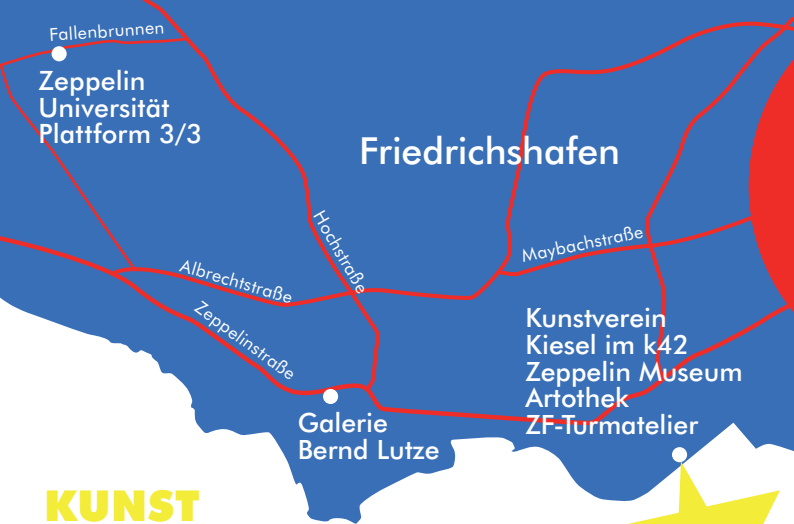 Fallenbrunnen
Zeppelin
Universität
Plattform 3/3
Friedrichshafen
Hochstraße
Maybachstraße
Albrechtstraße
Zeppelinstraße
Kunstverein
Kiesel im k42
Zeppelin Museum
Artothek
ZF-Turmatelier
Galerie
Bernd Lutze
KUNST